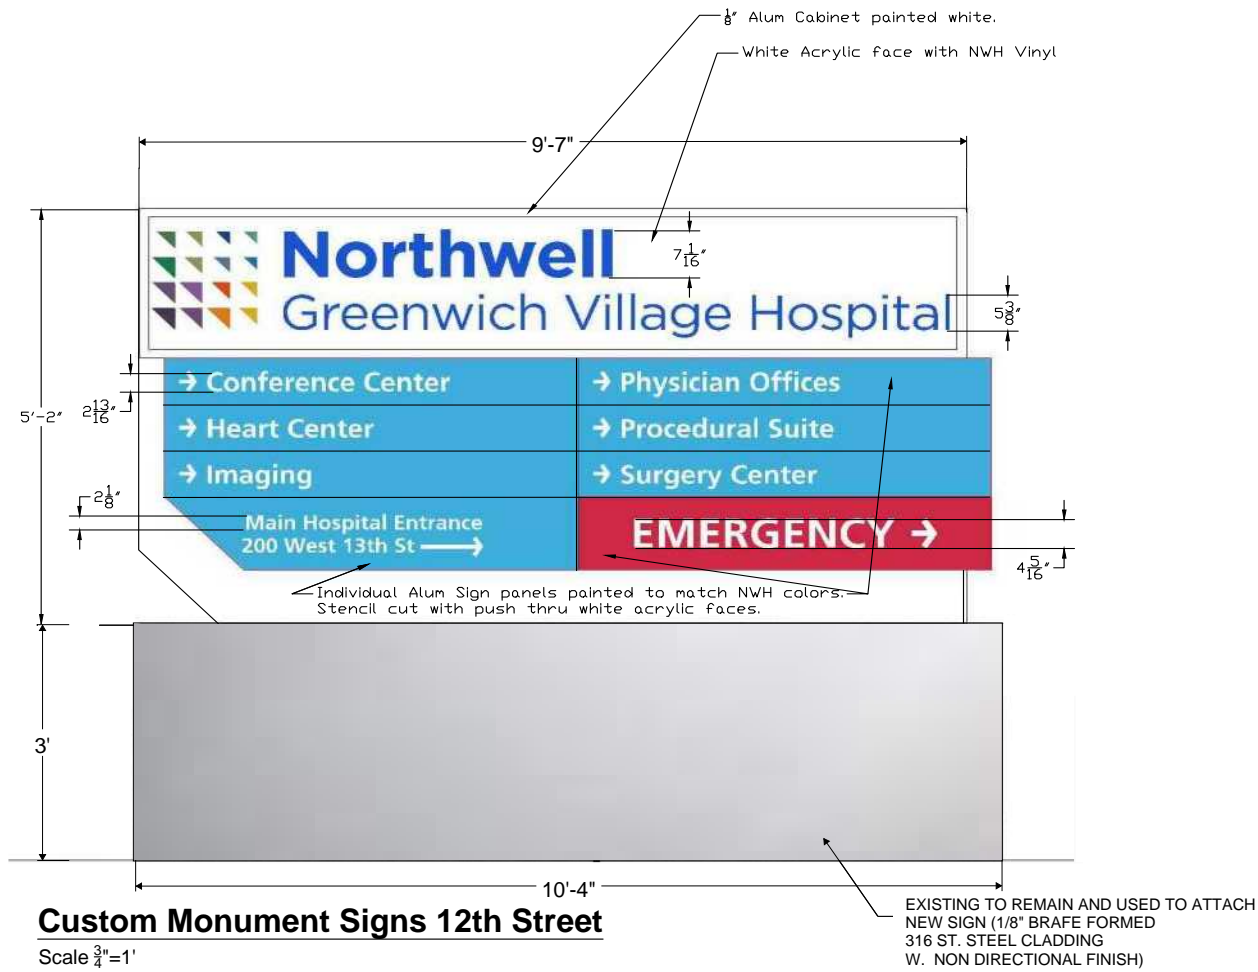 1/8" Alum Cabinet painted white.
White Acrylic face with NWH Vinyl
9'-7"
Northwell
7 1/16"
Greenwich Village Hospital
5 3/8"
→ Conference Center
→ Physician Offices
2 13/16"
5'-2"
→ Heart Center
→ Procedural Suite
→ Imaging
→ Surgery Center
2 1/8"
Main Hospital Entrance
200 West 13th St →
EMERGENCY →
4 5/16"
Individual Alum Sign panels painted to match NWH colors.
Stencil cut with push thru white acrylic faces.
3'
10'-4"
Custom Monument Signs 12th Street
Scale 3/4"=1'
EXISTING TO REMAIN AND USED TO ATTACH
NEW SIGN (1/8" BRAFE FORMED
316 ST. STEEL CLADDING
W. NON DIRECTIONAL FINISH)